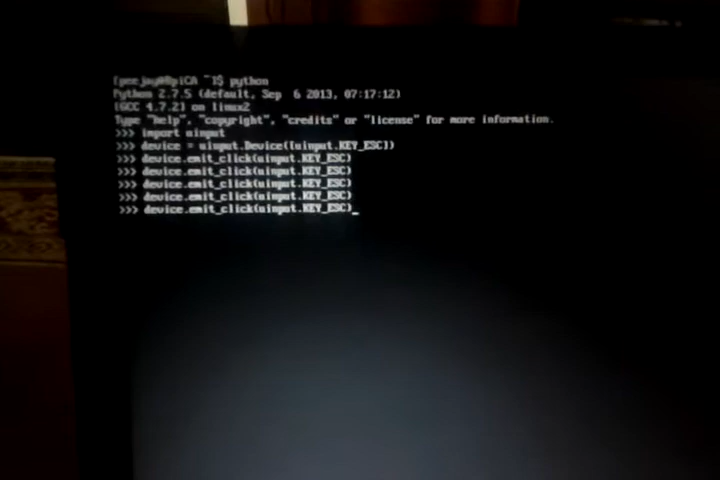 [peejay@RpiCA ~]$ python
Python 2.7.5 (default, Sep  6 2013, 07:17:12)
[GCC 4.7.2] on linux2
Type "help", "copyright", "credits" or "license" for more information.
>>> import uinput
>>> device = uinput.Device([uinput.KEY_ESC])
>>> device.emit_click(uinput.KEY_ESC)
>>> device.emit_click(uinput.KEY_ESC)
>>> device.emit_click(uinput.KEY_ESC)
>>> device.emit_click(uinput.KEY_ESC)
>>> device.emit_click(uinput.KEY_ESC)_